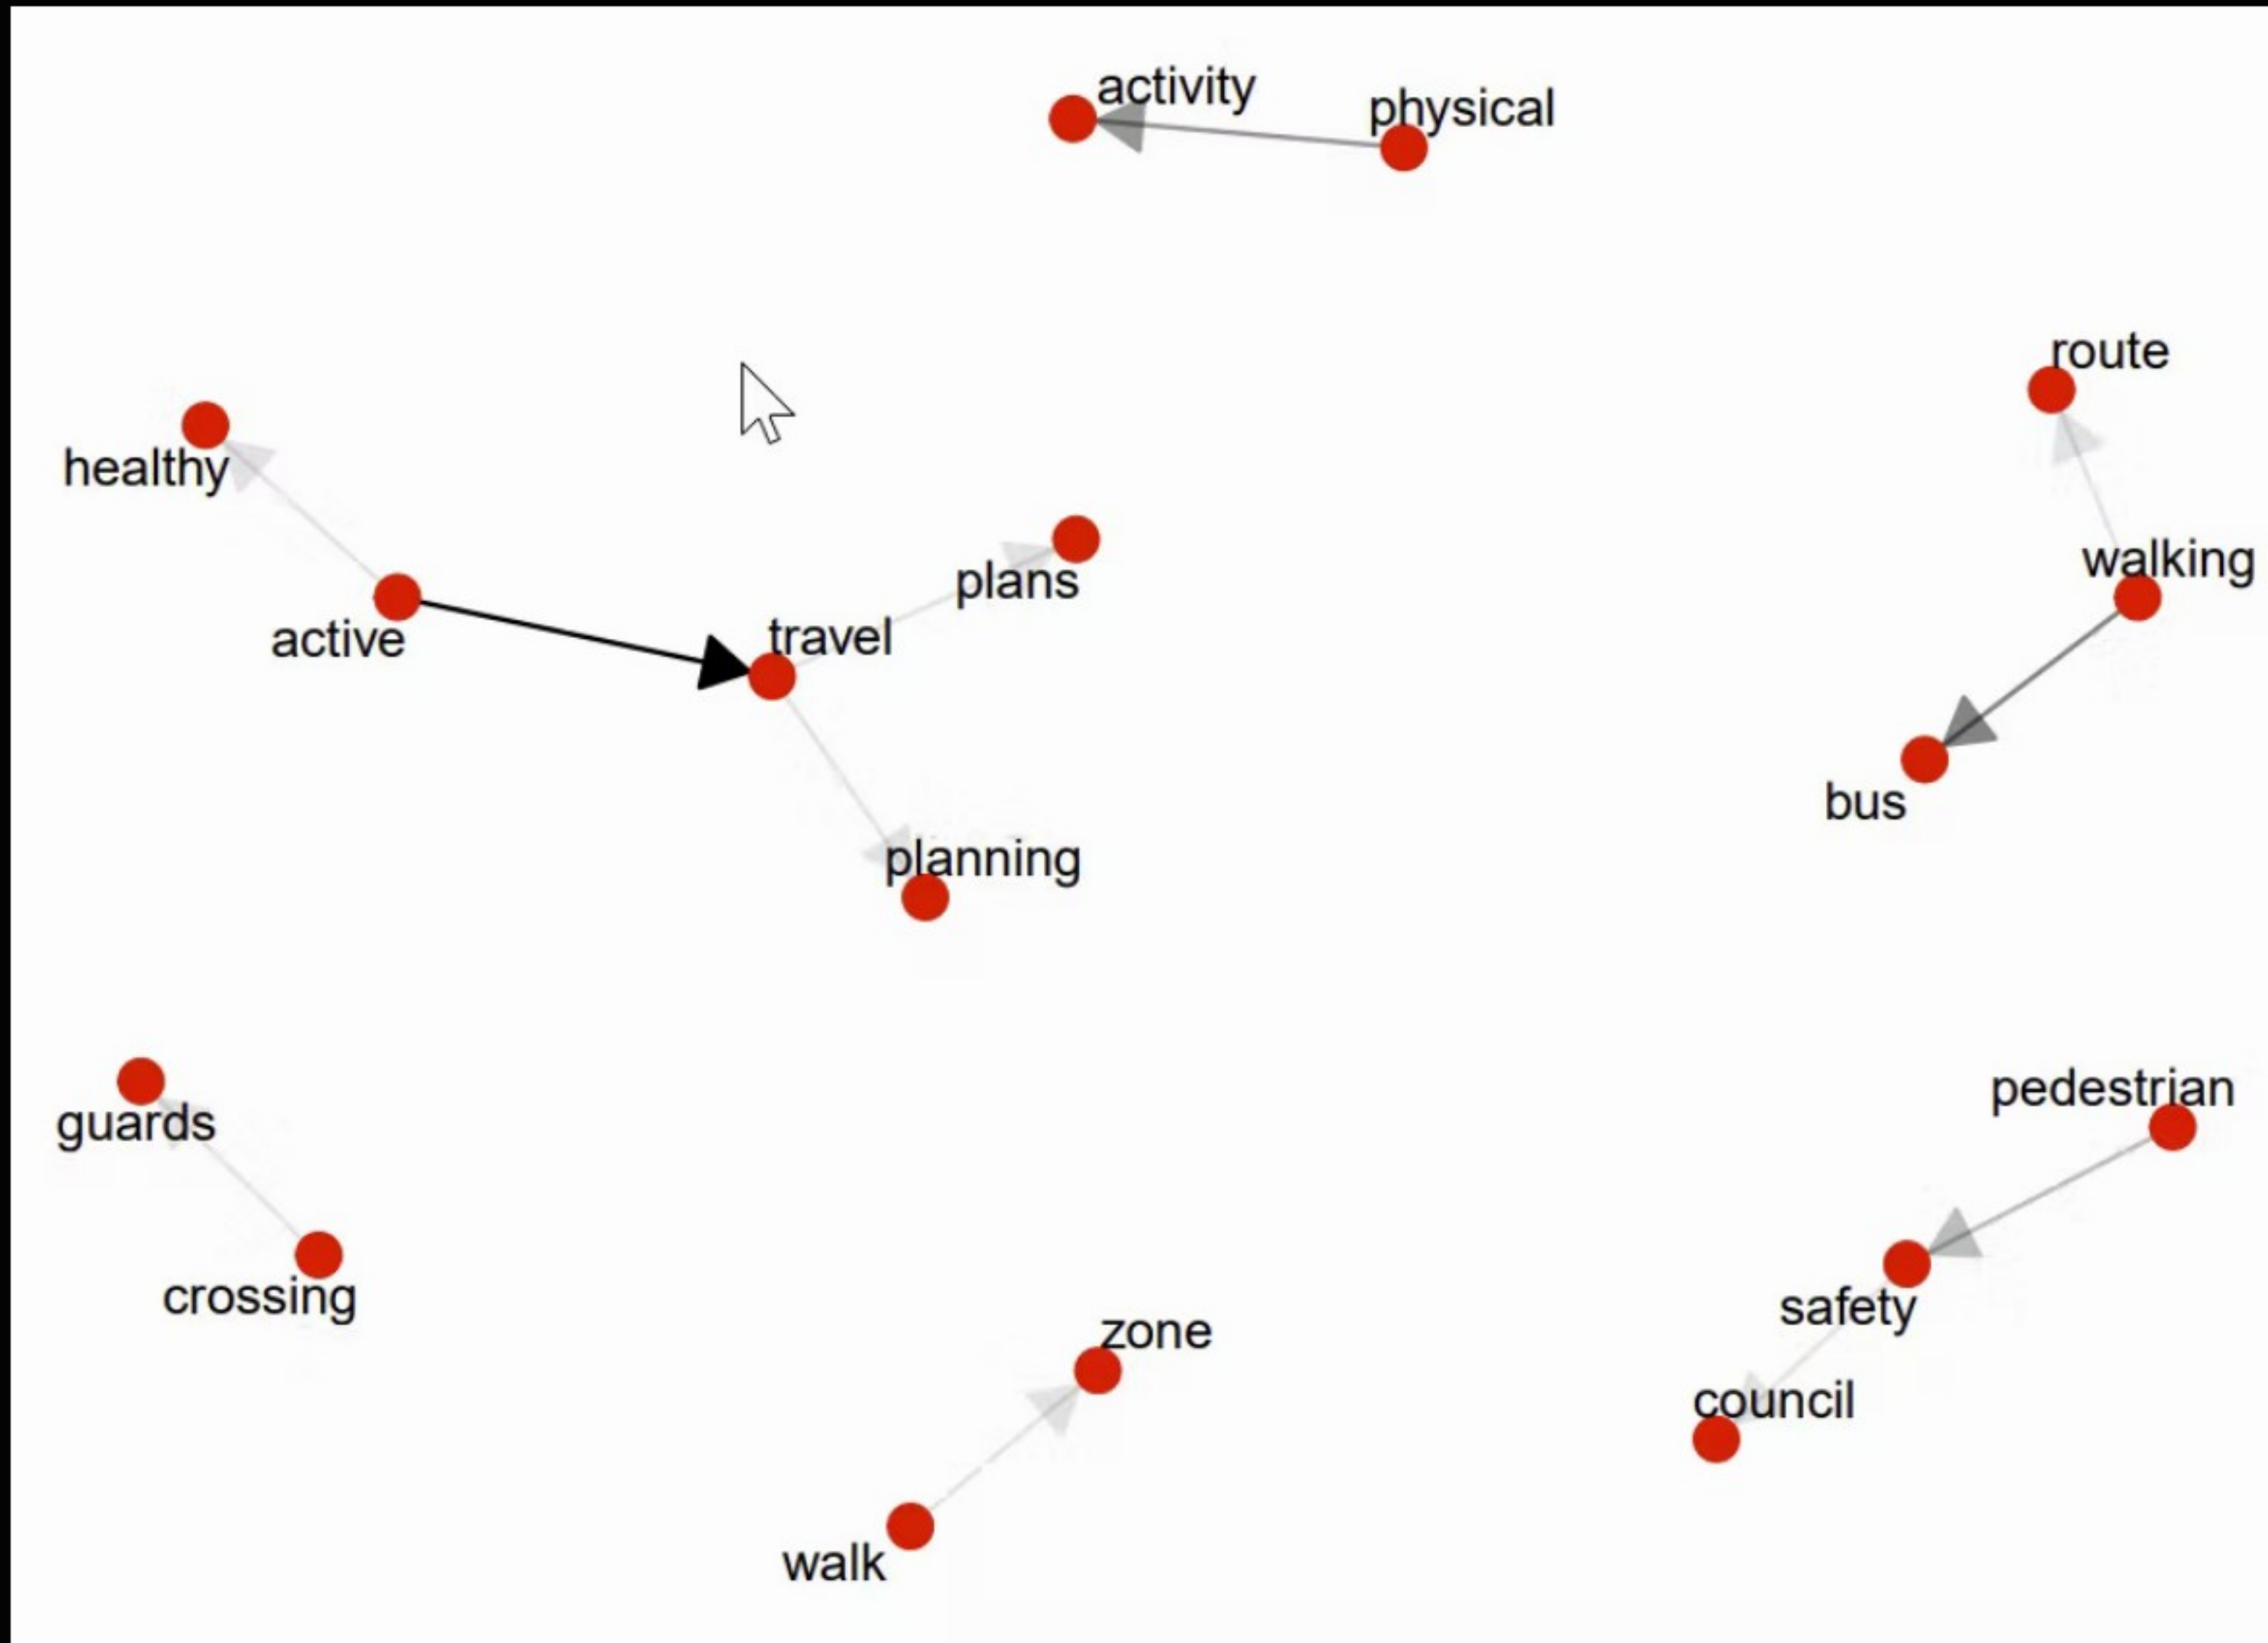 activity
physical
route
healthy
walking
plans
travel
active
bus
planning
pedestrian
guards
crossing
safety
zone
council
walk